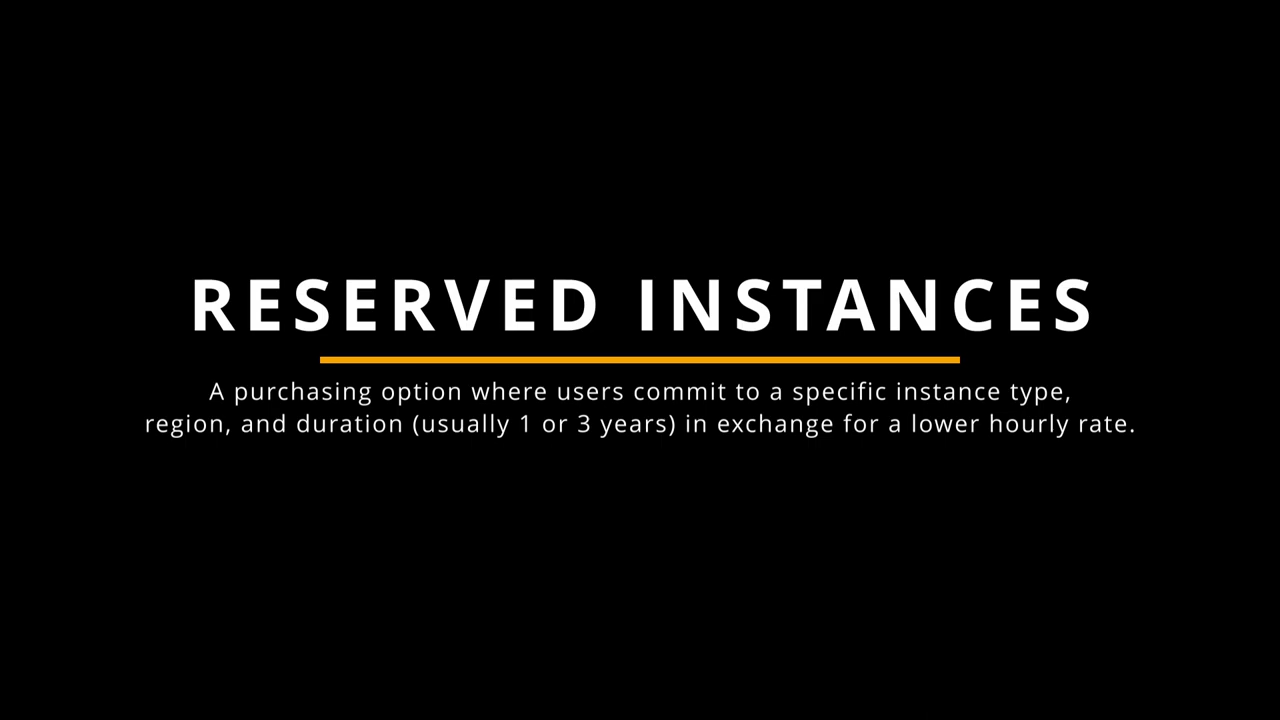 RESERVED INSTANCES
A purchasing option where users commit to a specific instance type,
region, and duration (usually 1 or 3 years) in exchange for a lower hourly rate.